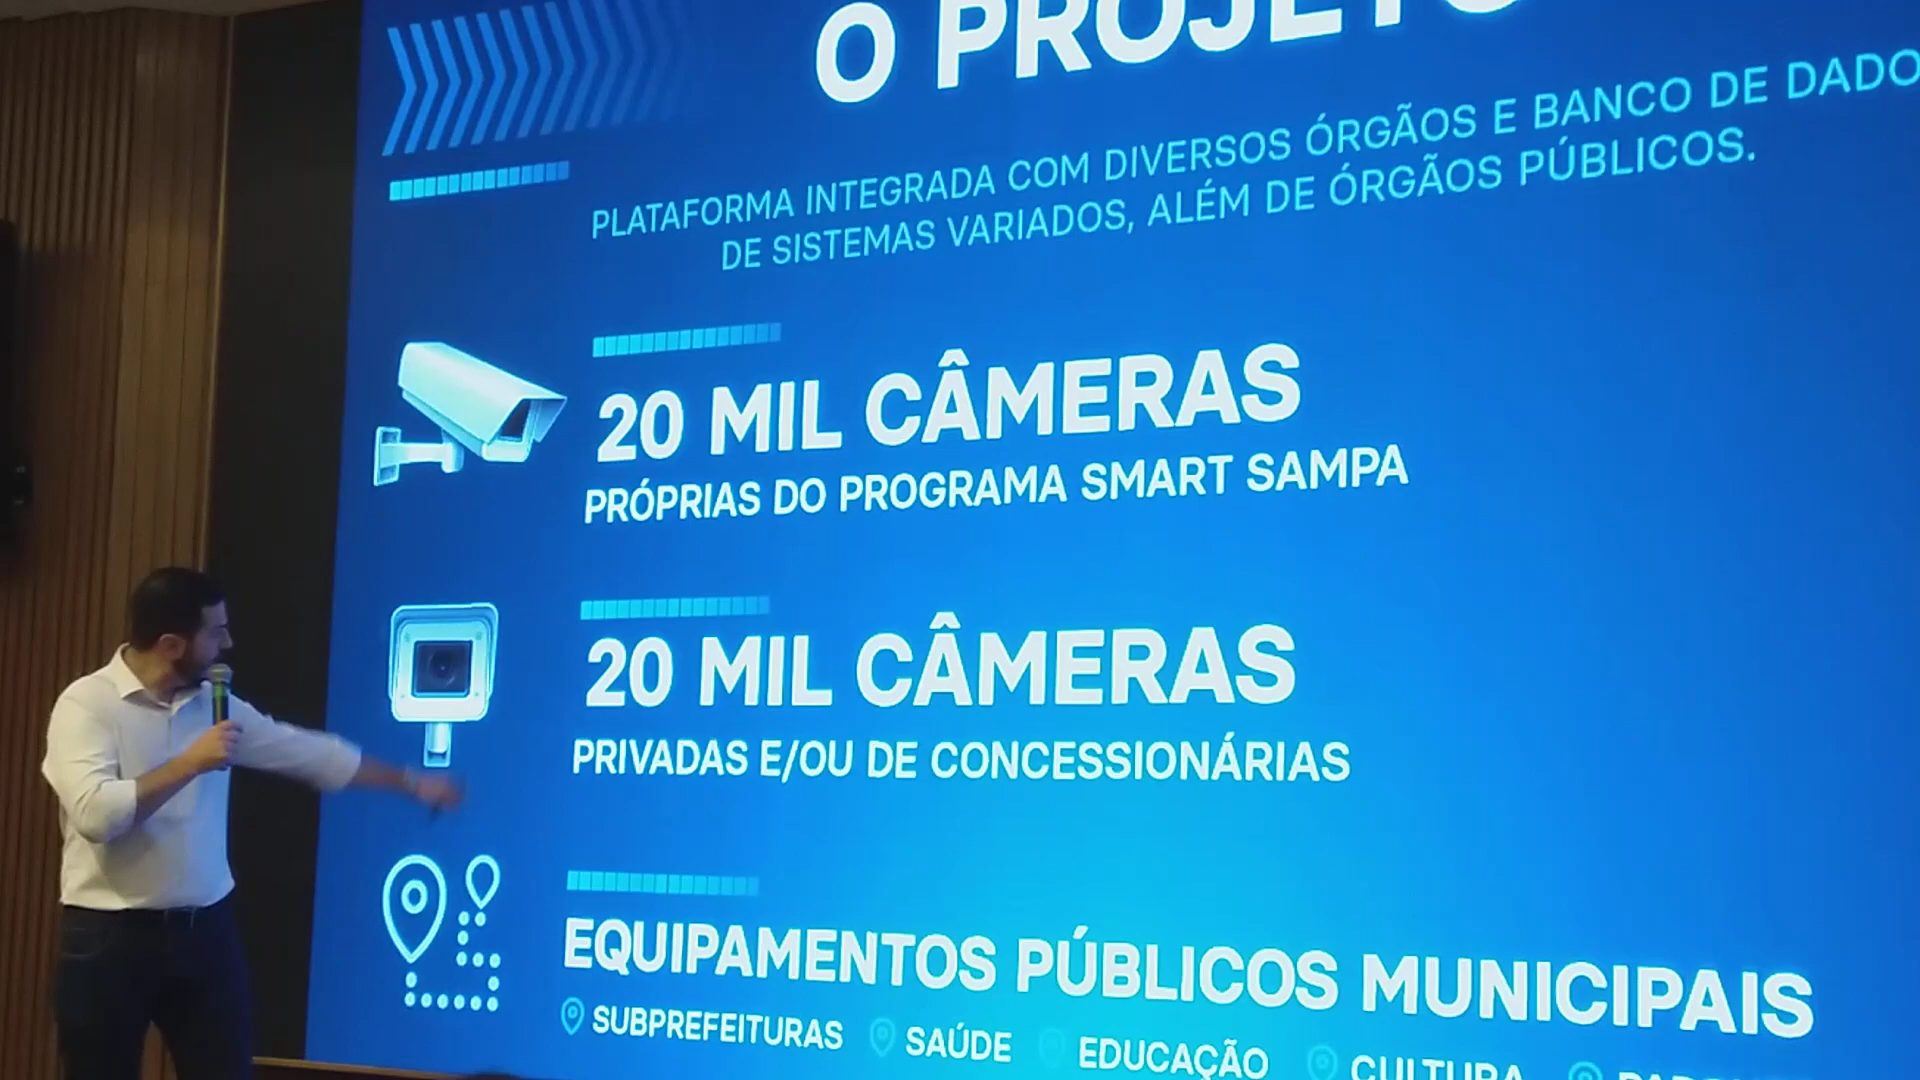 O PROJETO
PLATAFORMA INTEGRADA COM DIVERSOS ÓRGÃOS E BANCO DE DADO
DE SISTEMAS VARIADOS, ALÉM DE ÓRGÃOS PÚBLICOS.
20 MIL CÂMERAS
PRÓPRIAS DO PROGRAMA SMART SAMPA
20 MIL CÂMERAS
PRIVADAS E/OU DE CONCESSIONÁRIAS
EQUIPAMENTOS PÚBLICOS MUNICIPAIS
SUBPREFEITURAS SAÚDE EDUCAÇÃO CULTURA